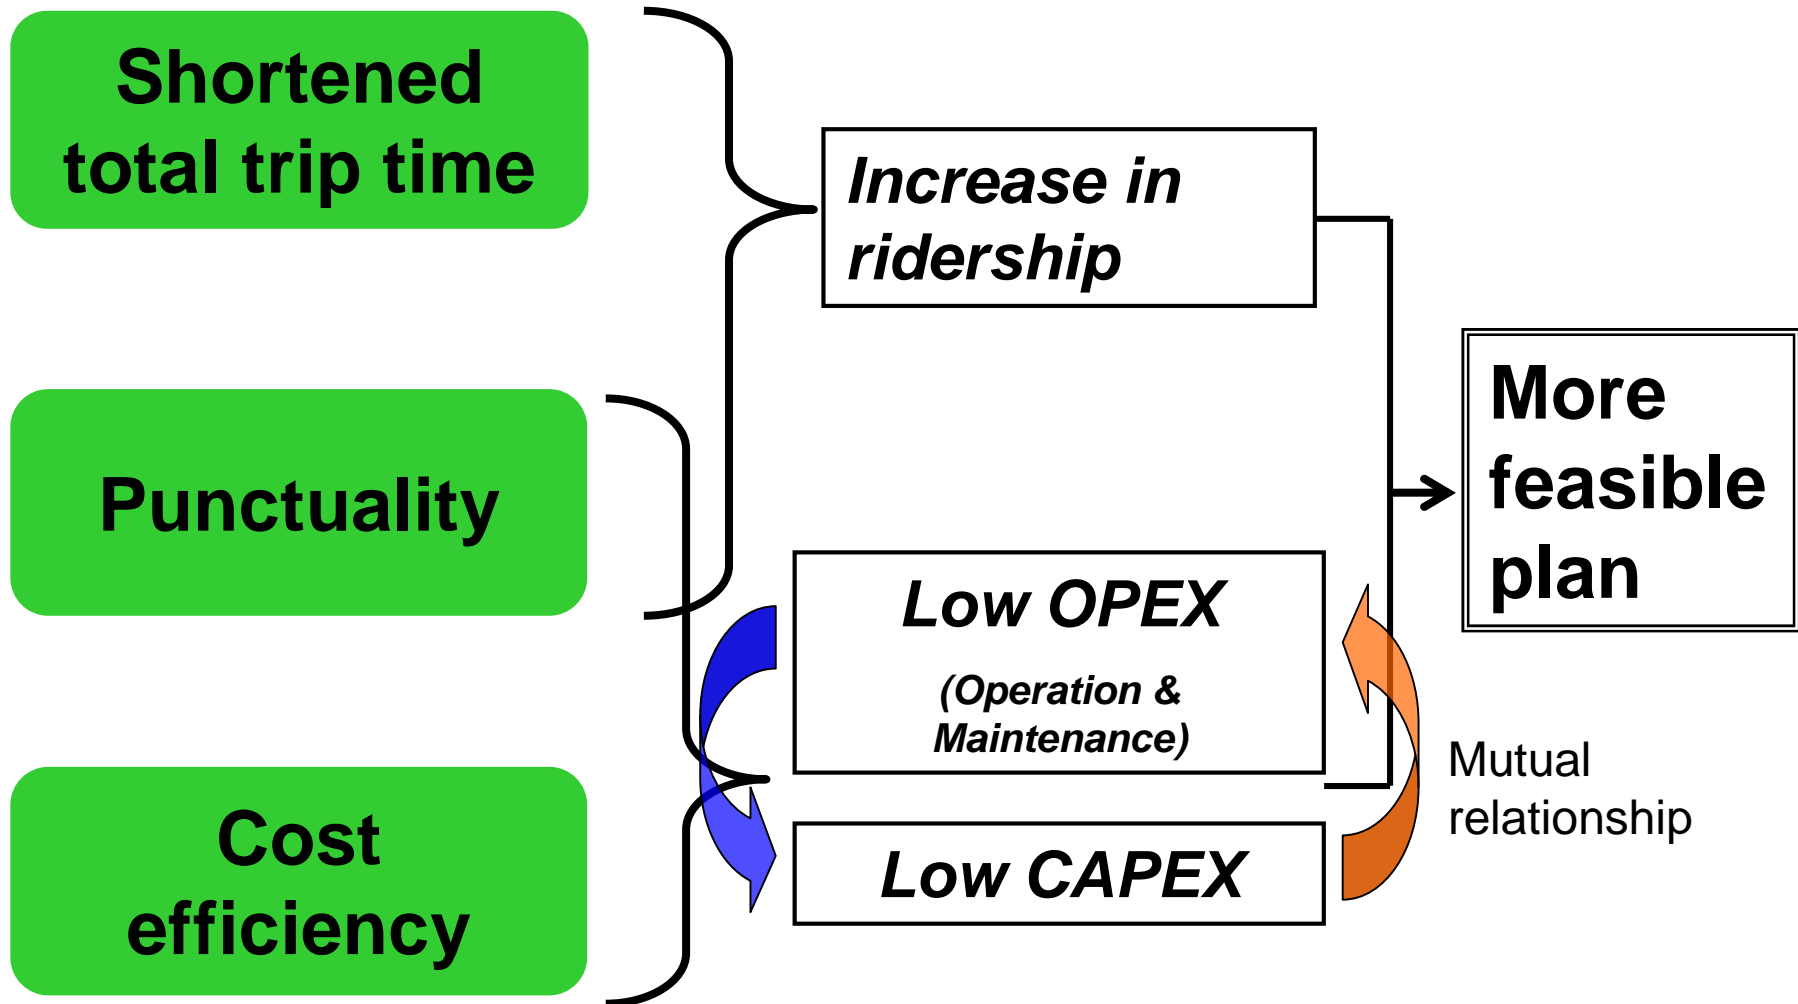 Shortened
total trip time
Punctuality
Cost
efficiency
Increase in
ridership
Low OPEX
(Operation &
Maintenance)
Low CAPEX
Mutual
relationship
More
feasible
plan